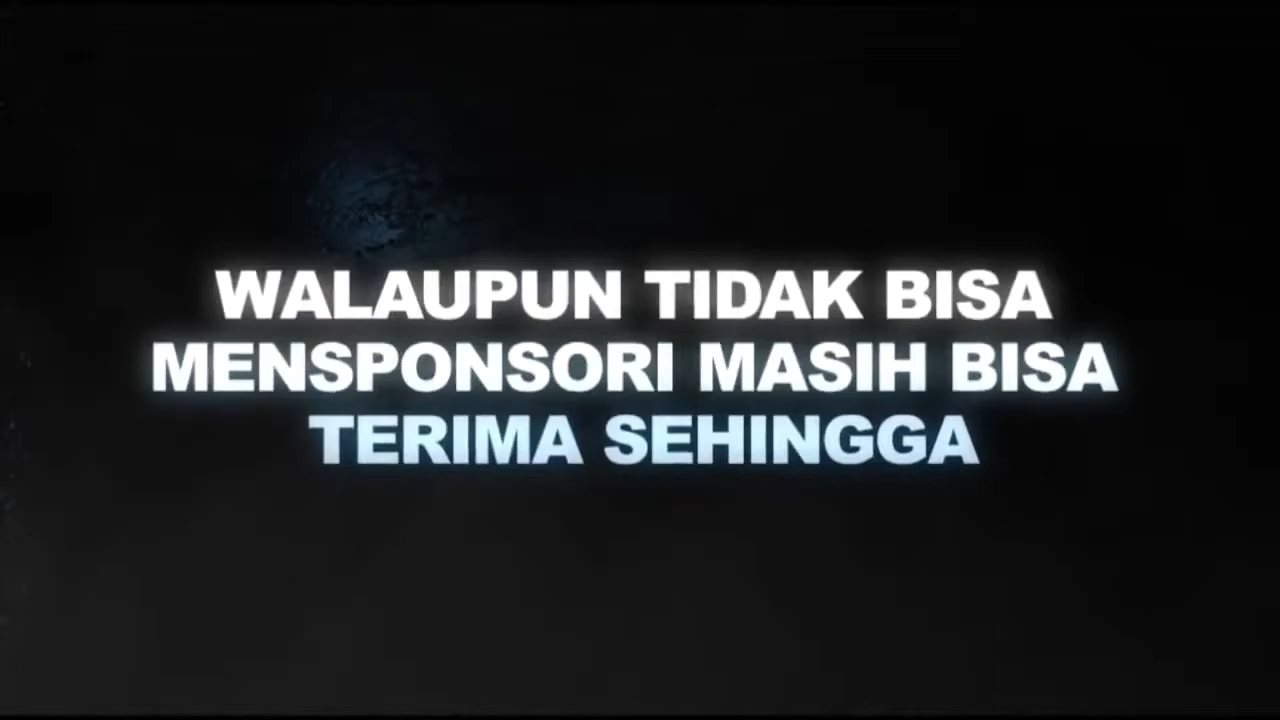 WALAUPUN TIDAK BISA
MENSPONSORI MASIH BISA
TERIMA SEHINGGA